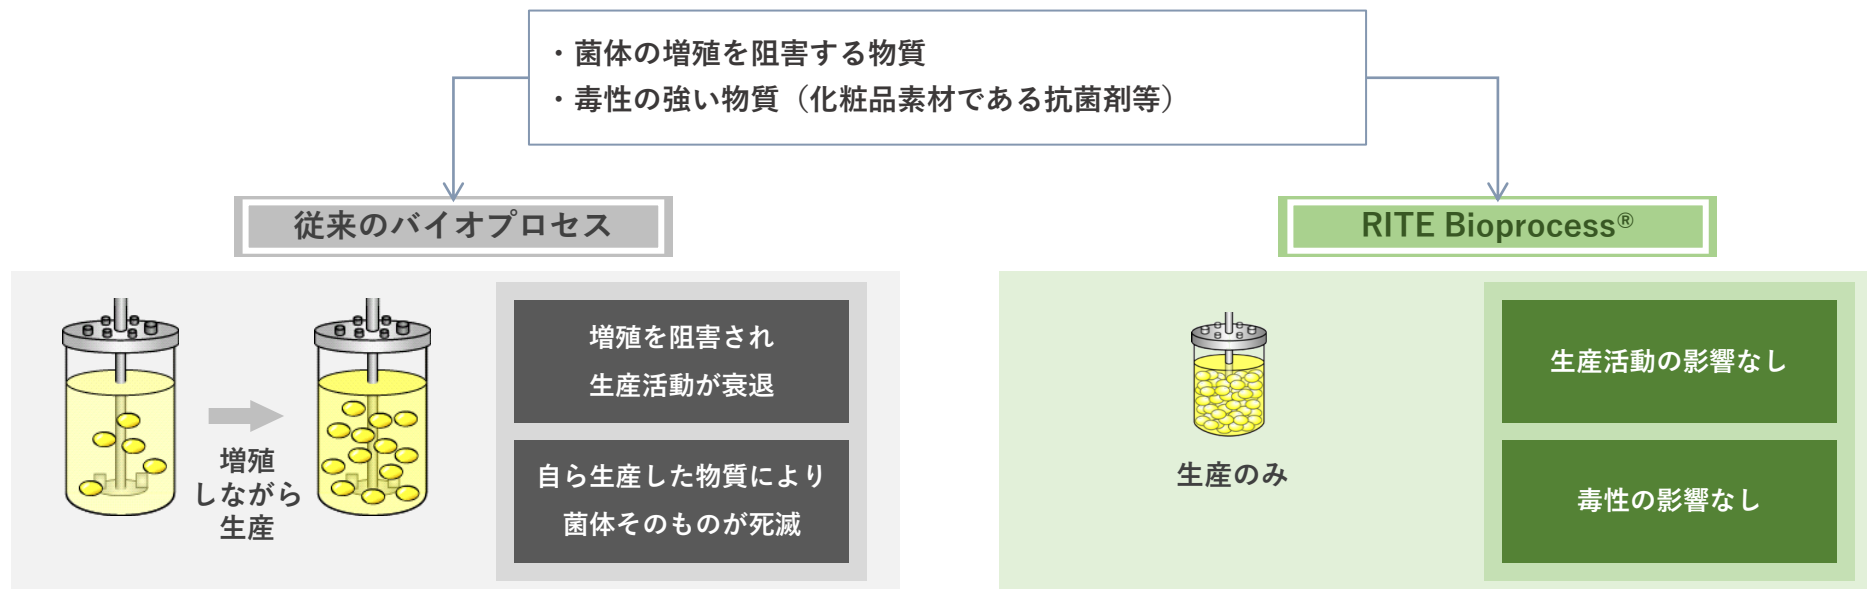 ・菌体の増殖を阻害する物質
・毒性の強い物質（化粧品素材である抗菌剤等）
従来のバイオプロセス
増殖
しながら
生産
増殖を阻害され
生産活動が衰退
自ら生産した物質により
菌体そのものが死滅
RITE Bioprocess®
生産のみ
生産活動の影響なし
毒性の影響なし